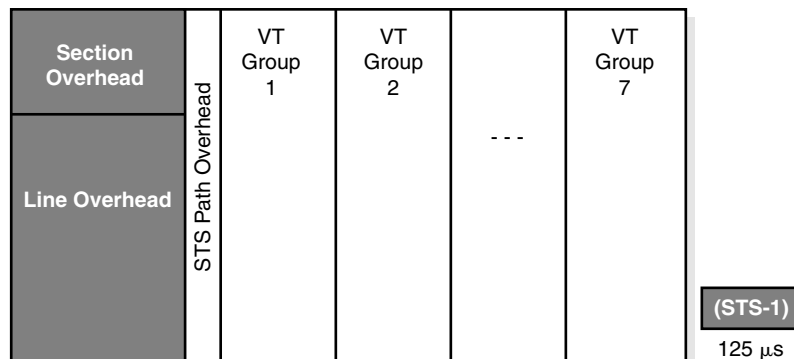 Section
Overhead
Line Overhead
STS Path Overhead
VT
Group
1
VT
Group
2
- - -
VT
Group
7
(STS-1)
125 μs